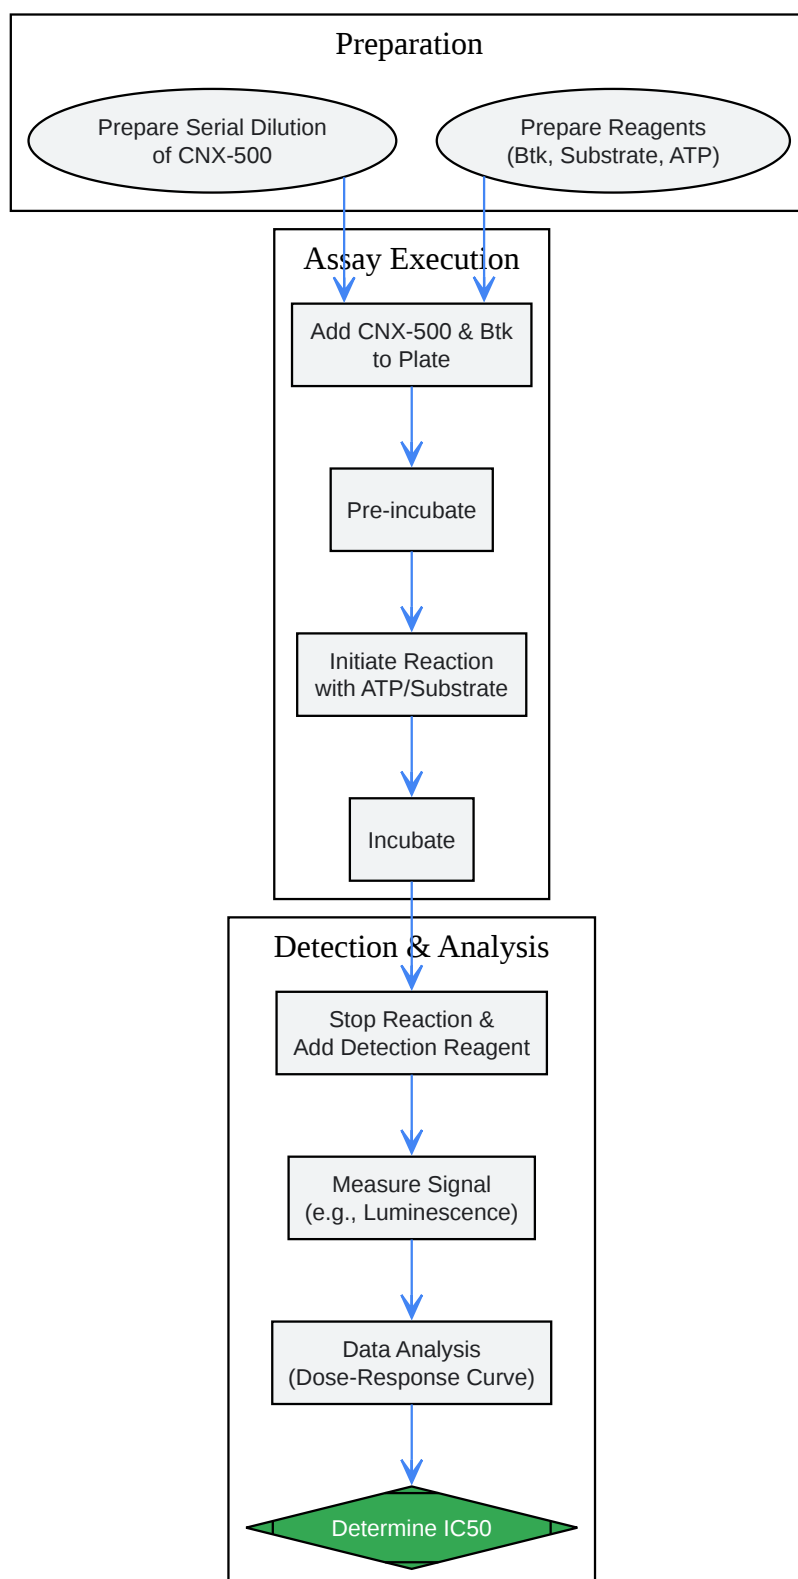 Preparation
Prepare Serial Dilution
of CNX-500
Prepare Reagents
(Btk, Substrate, ATP)
Assay Execution
Add CNX-500 & Btk
to Plate
Pre-incubate
Initiate Reaction
with ATP/Substrate
Incubate
Detection & Analysis
Stop Reaction &
Add Detection Reagent
Measure Signal
(e.g., Luminescence)
Data Analysis
(Dose-Response Curve)
Determine IC50